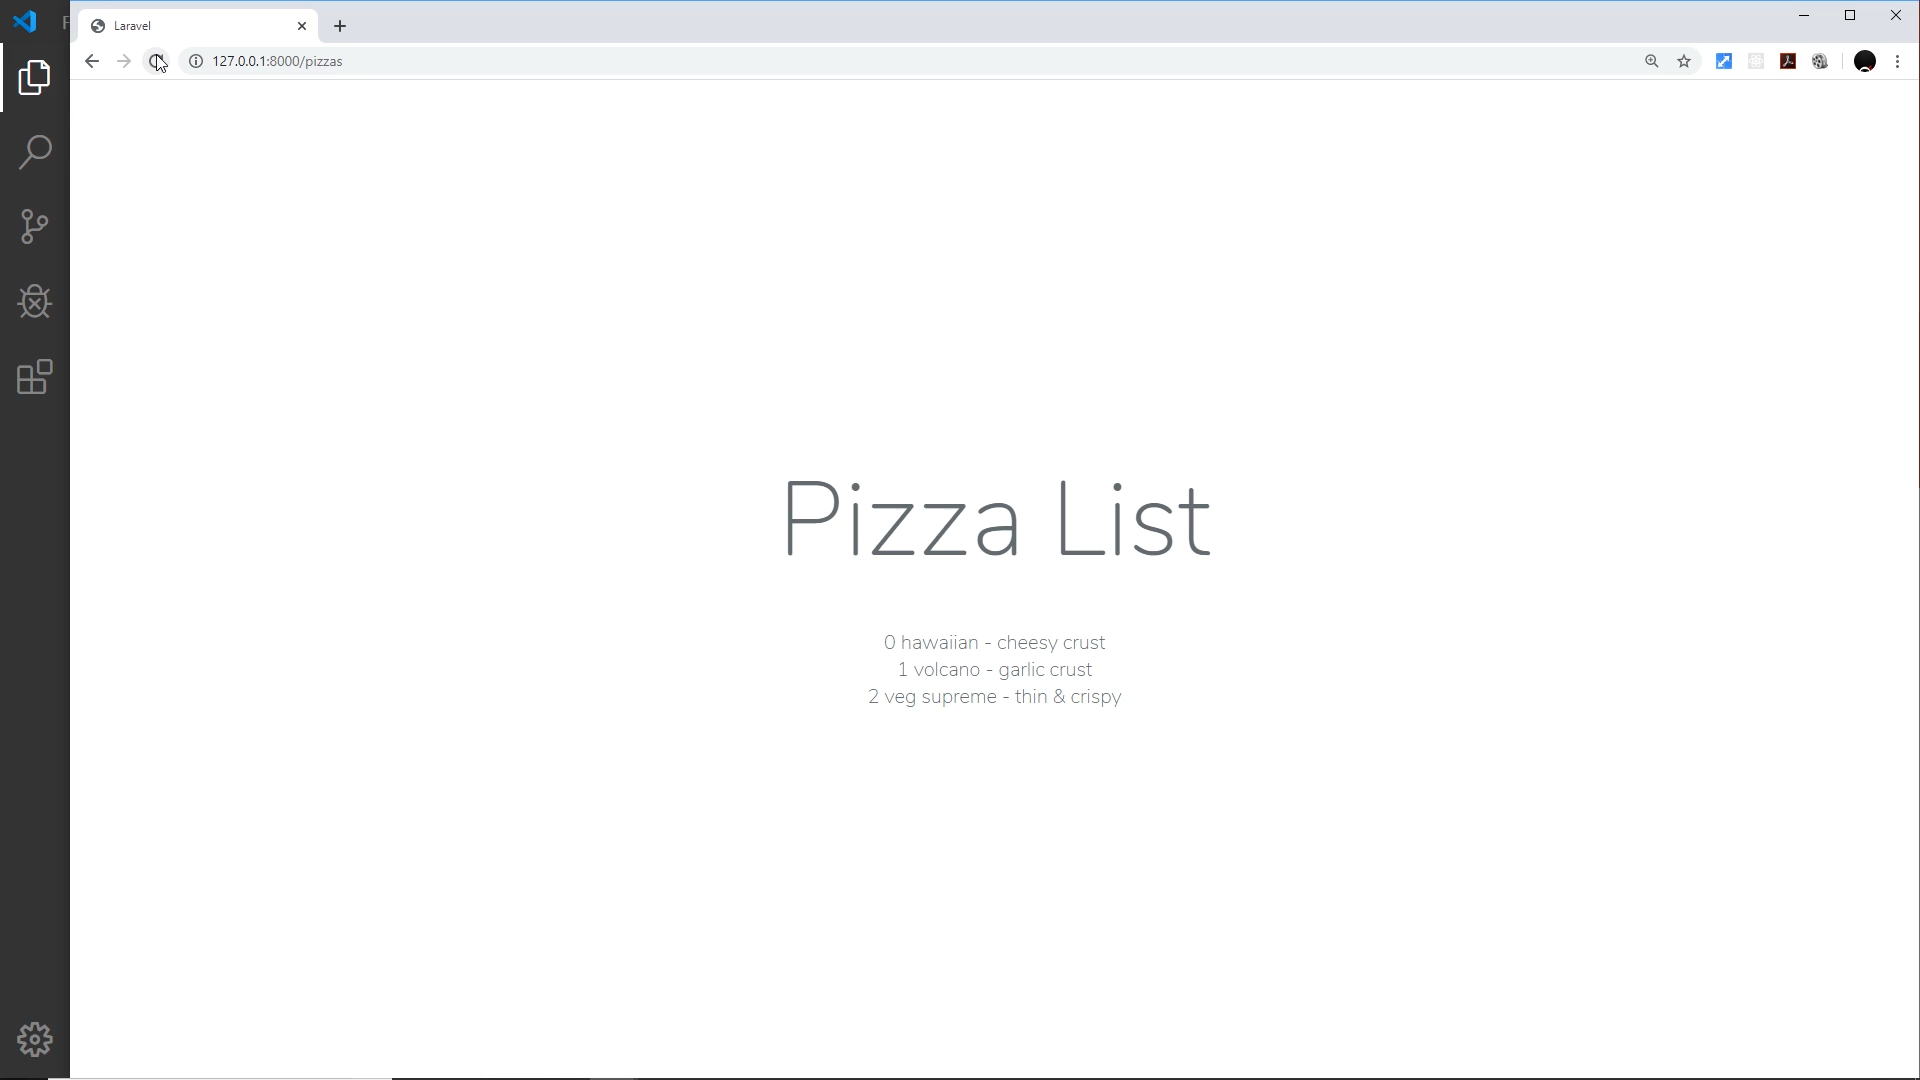 F
Laravel
127.0.0.1:8000/pizzas
Pizza List
0 hawaiian - cheesy crust
1 volcano - garlic crust
2 veg supreme - thin & crispy